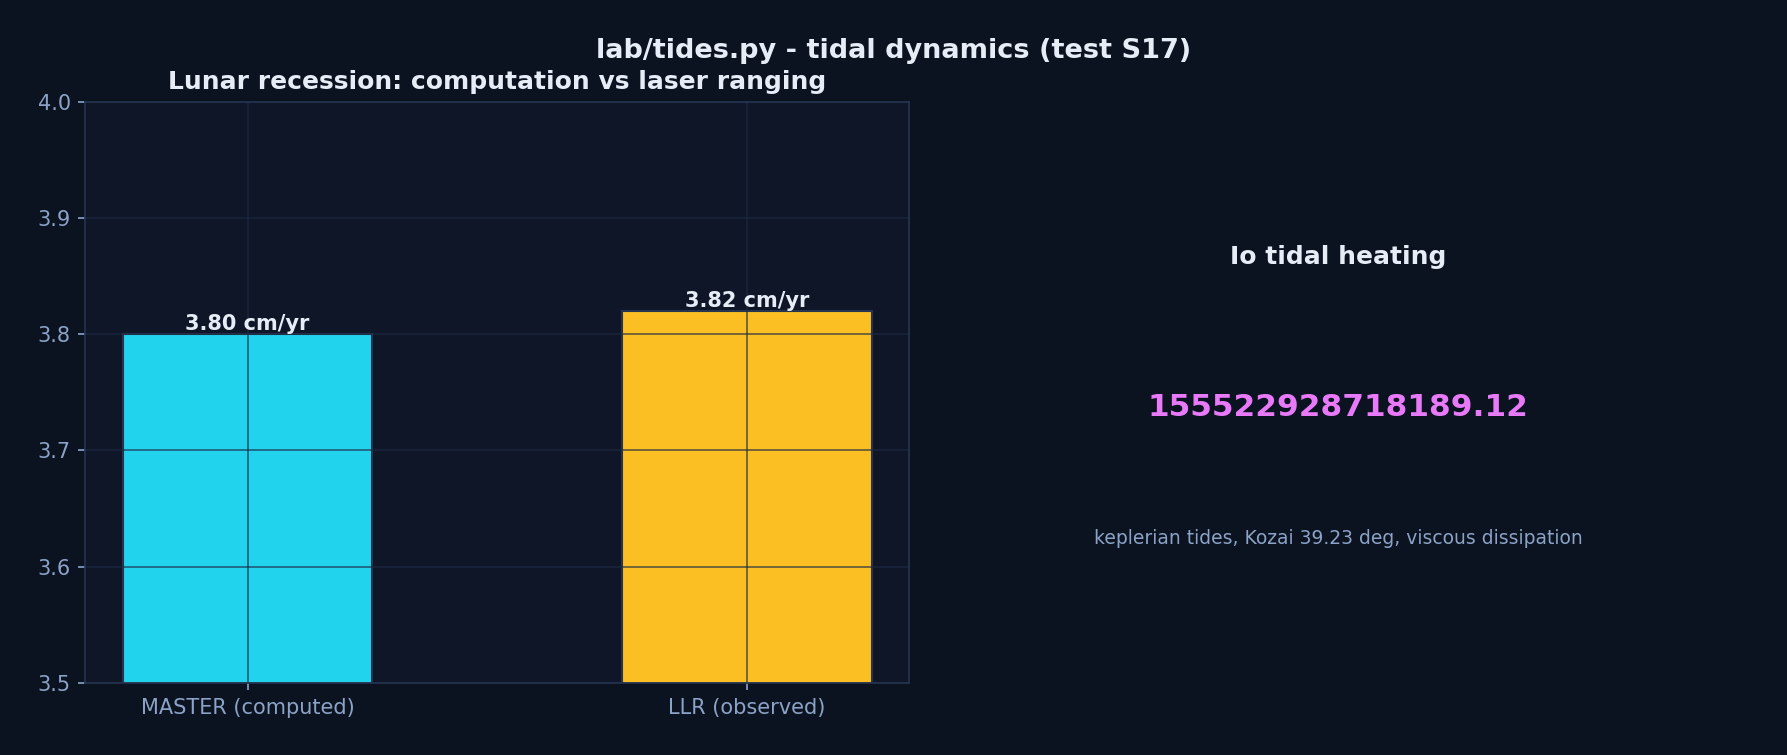 lab/tides.py - tidal dynamics (test S17)
Lunar recession: computation vs laser ranging
4.0
3.9
3.8
3.7
3.6
3.5
3.80 cm/yr
3.82 cm/yr
MASTER (computed)
LLR (observed)
Io tidal heating
155522928718189.12
keplerian tides, Kozai 39.23 deg, viscous dissipation